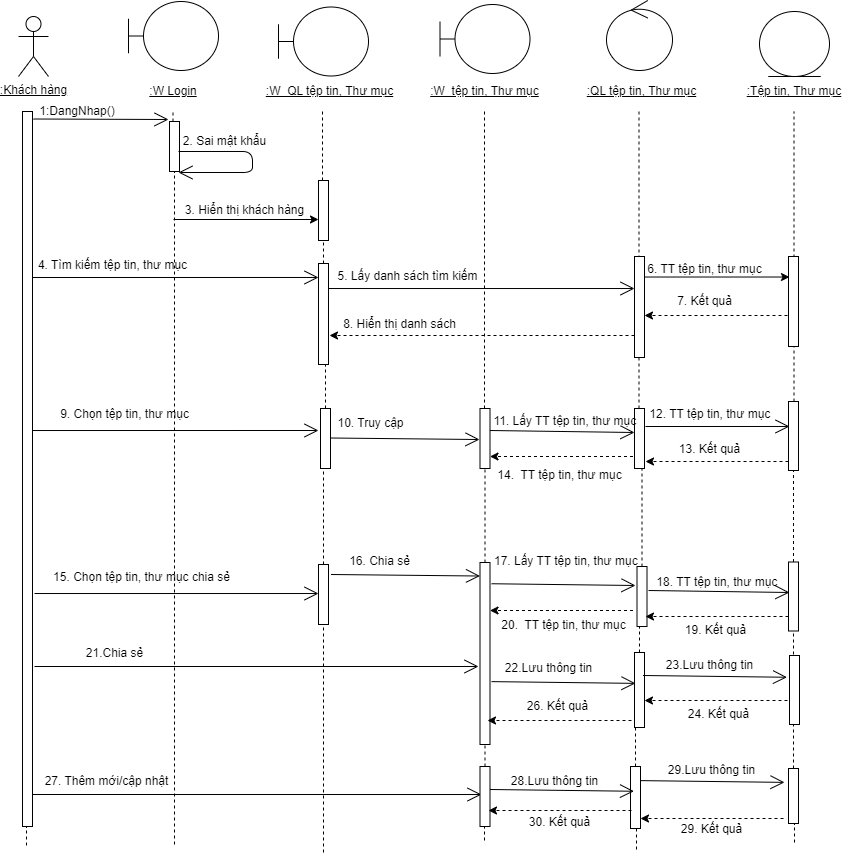 :Khách hàng
:W Login
:W_QL tệp tin, Thư mục
:W_tệp tin, Thư mục
:QL tệp tin, Thư mục
:Tệp tin, Thư mục
1:DangNhap()
2. Sai mật khẩu
3. Hiển thị khách hàng
4. Tìm kiếm tệp tin, thư mục
5. Lấy danh sách tìm kiếm
6. TT tệp tin, thư mục
7. Kết quả
8. Hiển thị danh sách
9. Chọn tệp tin, thư mục
10. Truy cập
11. Lấy TT tệp tin, thư mục
12. TT tệp tin, thư mục
13. Kết quả
14. TT tệp tin, thư mục
15. Chọn tệp tin, thư mục chia sẻ
16. Chia sẻ
17. Lấy TT tệp tin, thư mục
18. TT tệp tin, thư mục
19. Kết quả
20. TT tệp tin, thư mục
21.Chia sẻ
22.Lưu thông tin
23.Lưu thông tin
24. Kết quả
26. Kết quả
27. Thêm mới/cập nhật
28.Lưu thông tin
29.Lưu thông tin
29. Kết quả
30. Kết quả